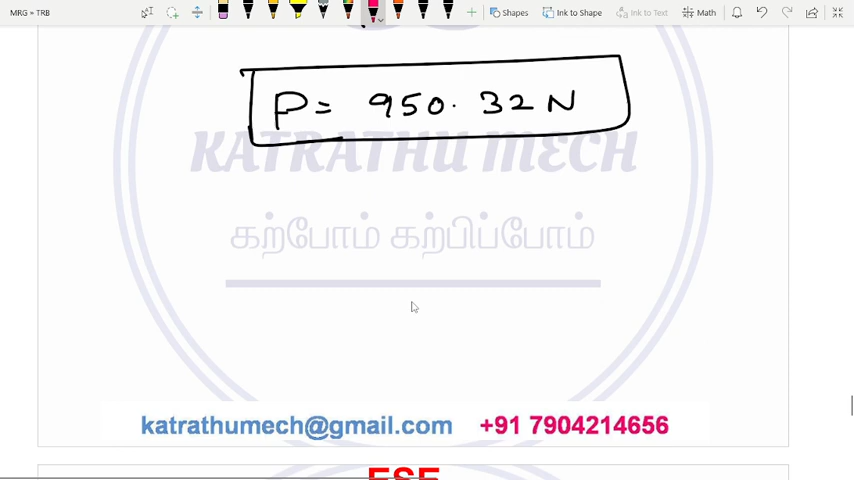 MRG » TRB
Shapes
Ink to Shape
Ink to Text
Math
P = 950.32 N
KATRATHU MECH
கற்போம் கற்பிப்போம்
katrathumech@gmail.com +91 7904214656
ESE